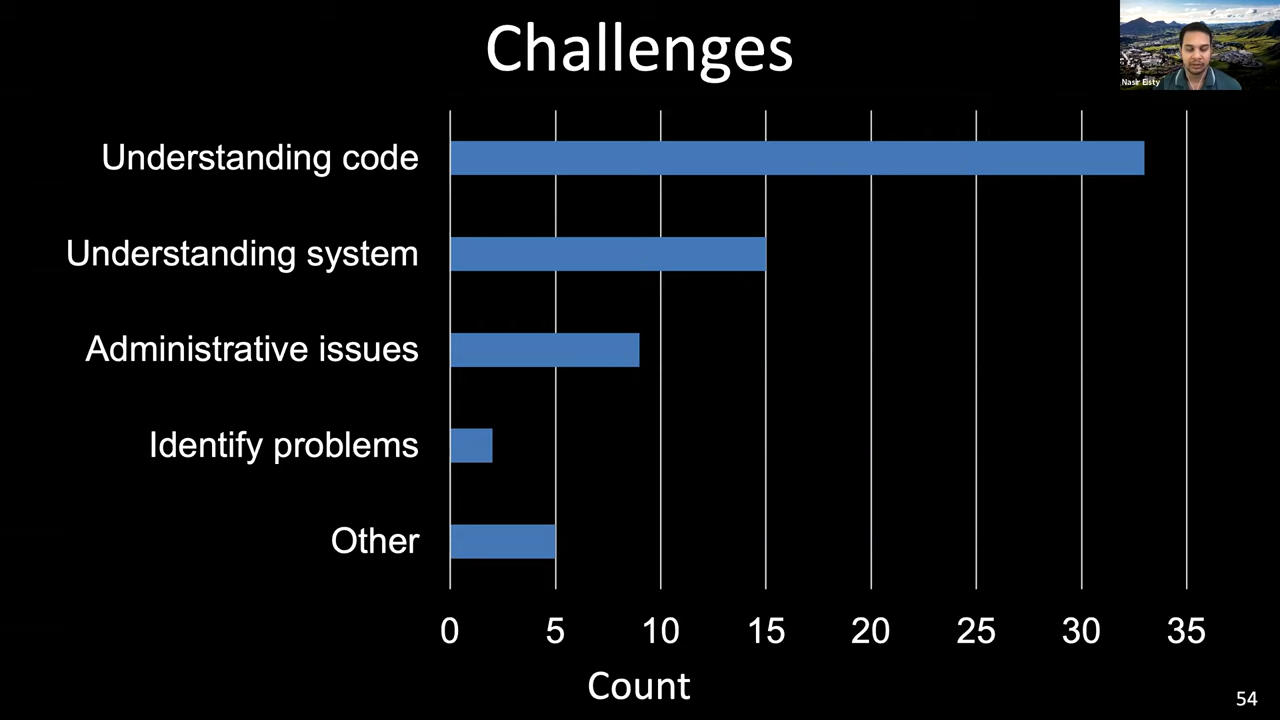 Challenges
Nasir Eisty
Understanding code
Understanding system
Administrative issues
Identify problems
Other
0 5 10 15 20 25 30 35
Count
54